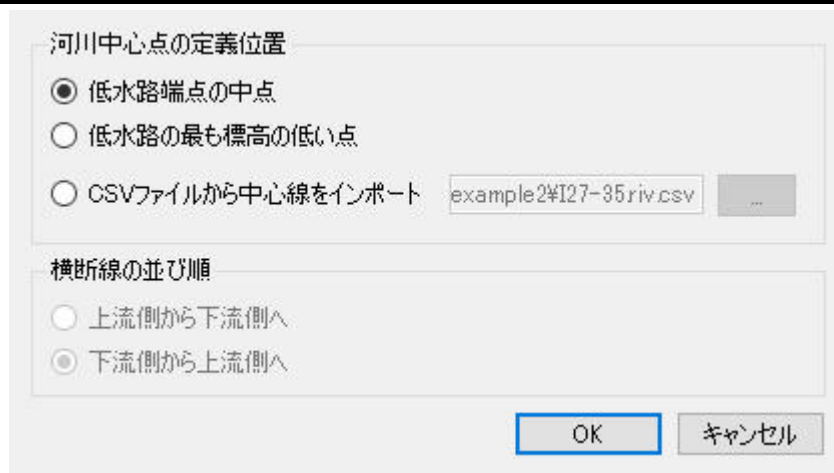 河川中心点の定義位置
低水路端点の中点
低水路の最も標高の低い点
CSVファイルから中心線をインポート example2¥I27-35riv.csv ...
横断線の並び順
上流側から下流側へ
下流側から上流側へ
OK キャンセル